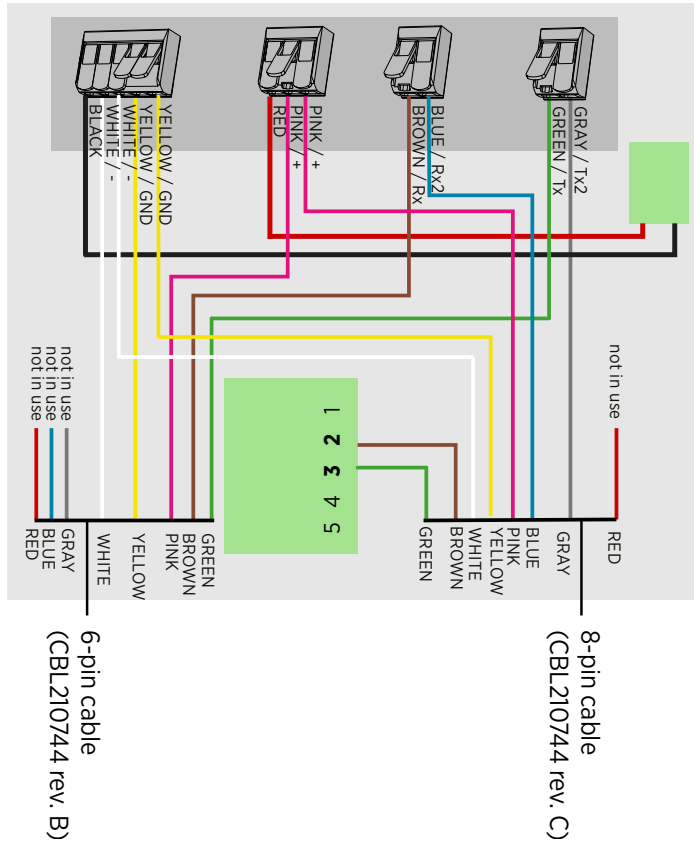 BLACK
WHITE / -
WHITE / -
YELLOW / GND
YELLOW / GND
RED
PINK / +
PINK / +
BROWN / Rx
BLUE / Rx2
GREEN / Tx
GRAY / Tx2
not in use
not in use
not in use
not in use
1
2
3
4
5
RED
BLUE
GRAY
WHITE
YELLOW
PINK
BROWN
GREEN
GREEN
BROWN
WHITE
YELLOW
PINK
BLUE
GRAY
RED
6-pin cable
(CBL210744 rev. B)
8-pin cable
(CBL210744 rev. C)